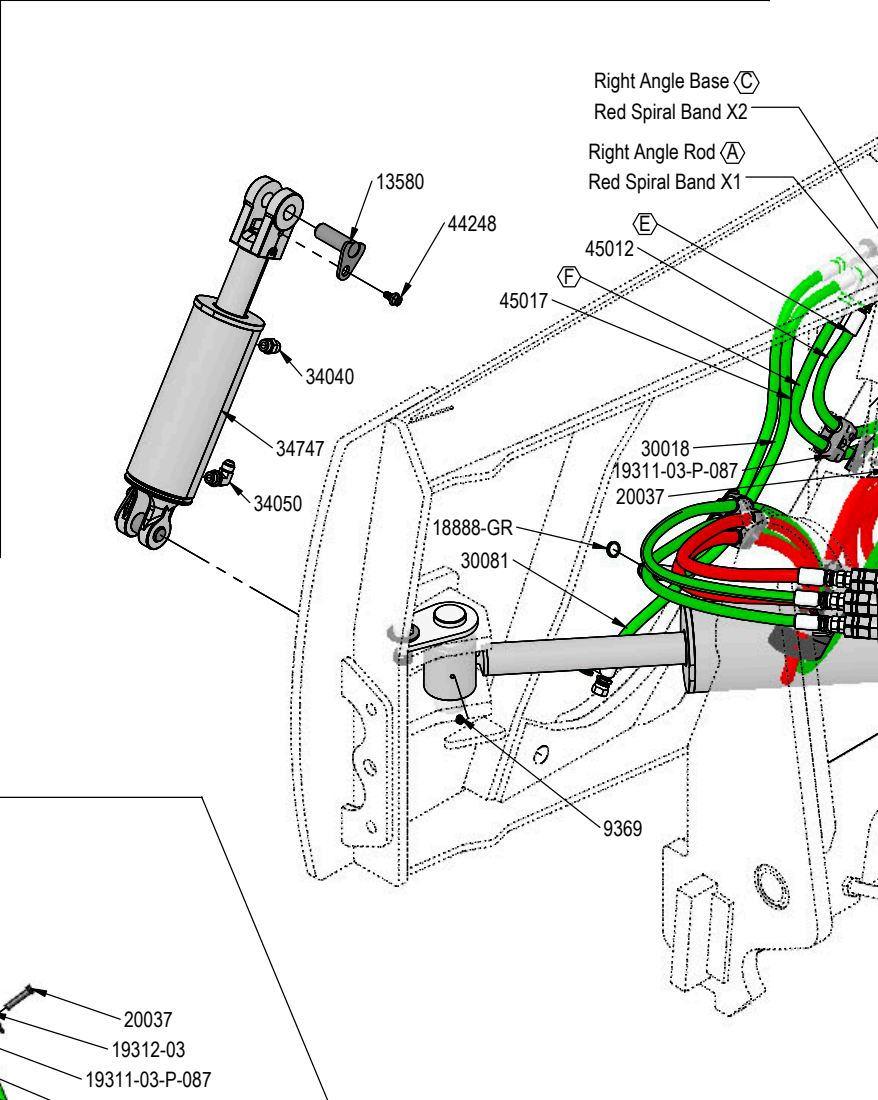 Right Angle Base C
Red Spiral Band X2
Right Angle Rod A
Red Spiral Band X1
13580
44248
E
45012
F
45017
34040
34747
30018
19311-03-P-087
20037
34050
18888-GR
30081
9369
20037
19312-03
19311-03-P-087